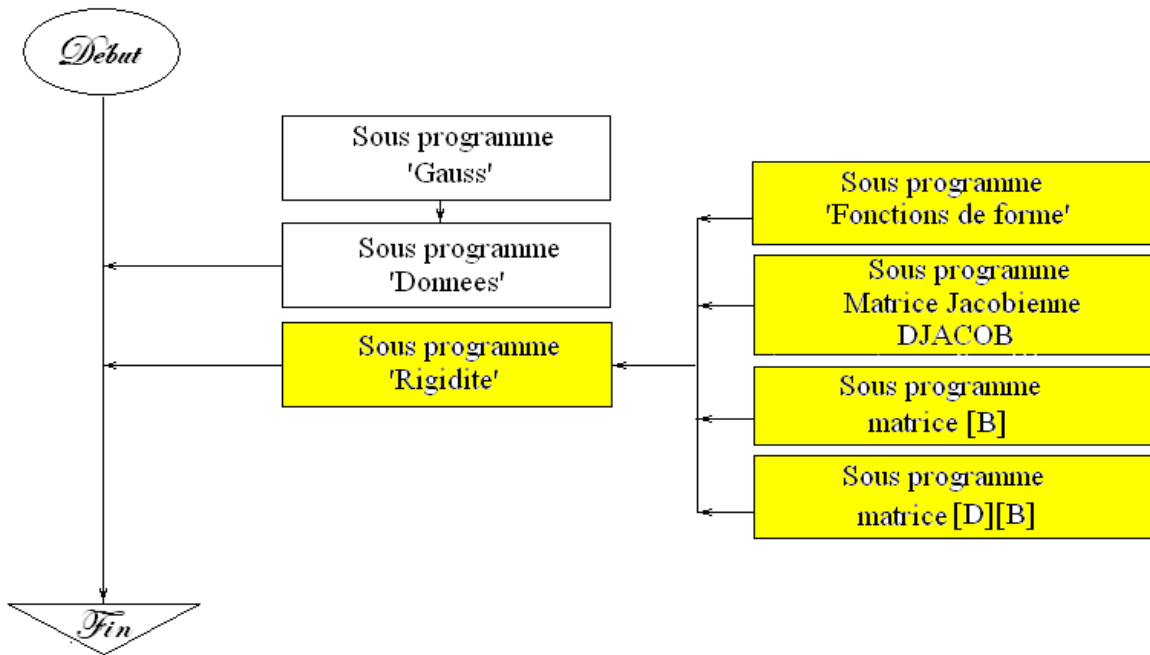 Debut
Sous programme
'Gauss'
Sous programme
'Donnees'
Sous programme
'Rigidite'
Sous programme
'Fonctions de forme'
Sous programme
Matrice Jacobienne
DJACOB
Sous programme
matrice [B]
Sous programme
matrice [D][B]
Fin